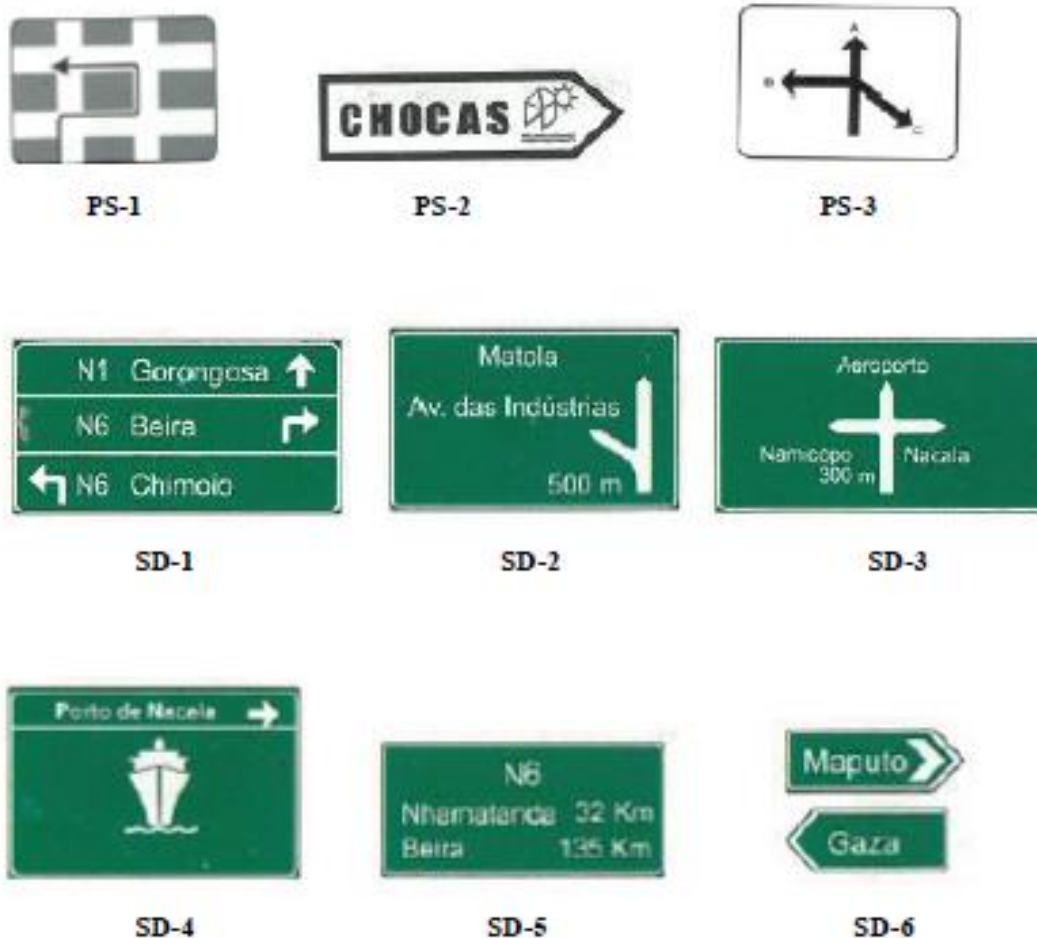 PS-1
CHOCAS
PS-2
A
B
C
PS-3
N1 Gorongosa
N6 Beira
N6 Chimoio
SD-1
Matola
Av. das Indústrias
500 m
SD-2
Aeroporto
Namicopo
300 m
Nacala
SD-3
Porto de Nacala
SD-4
N6
Nhamatanda 32 Km
Beira 135 Km
SD-5
Maputo
Gaza
SD-6